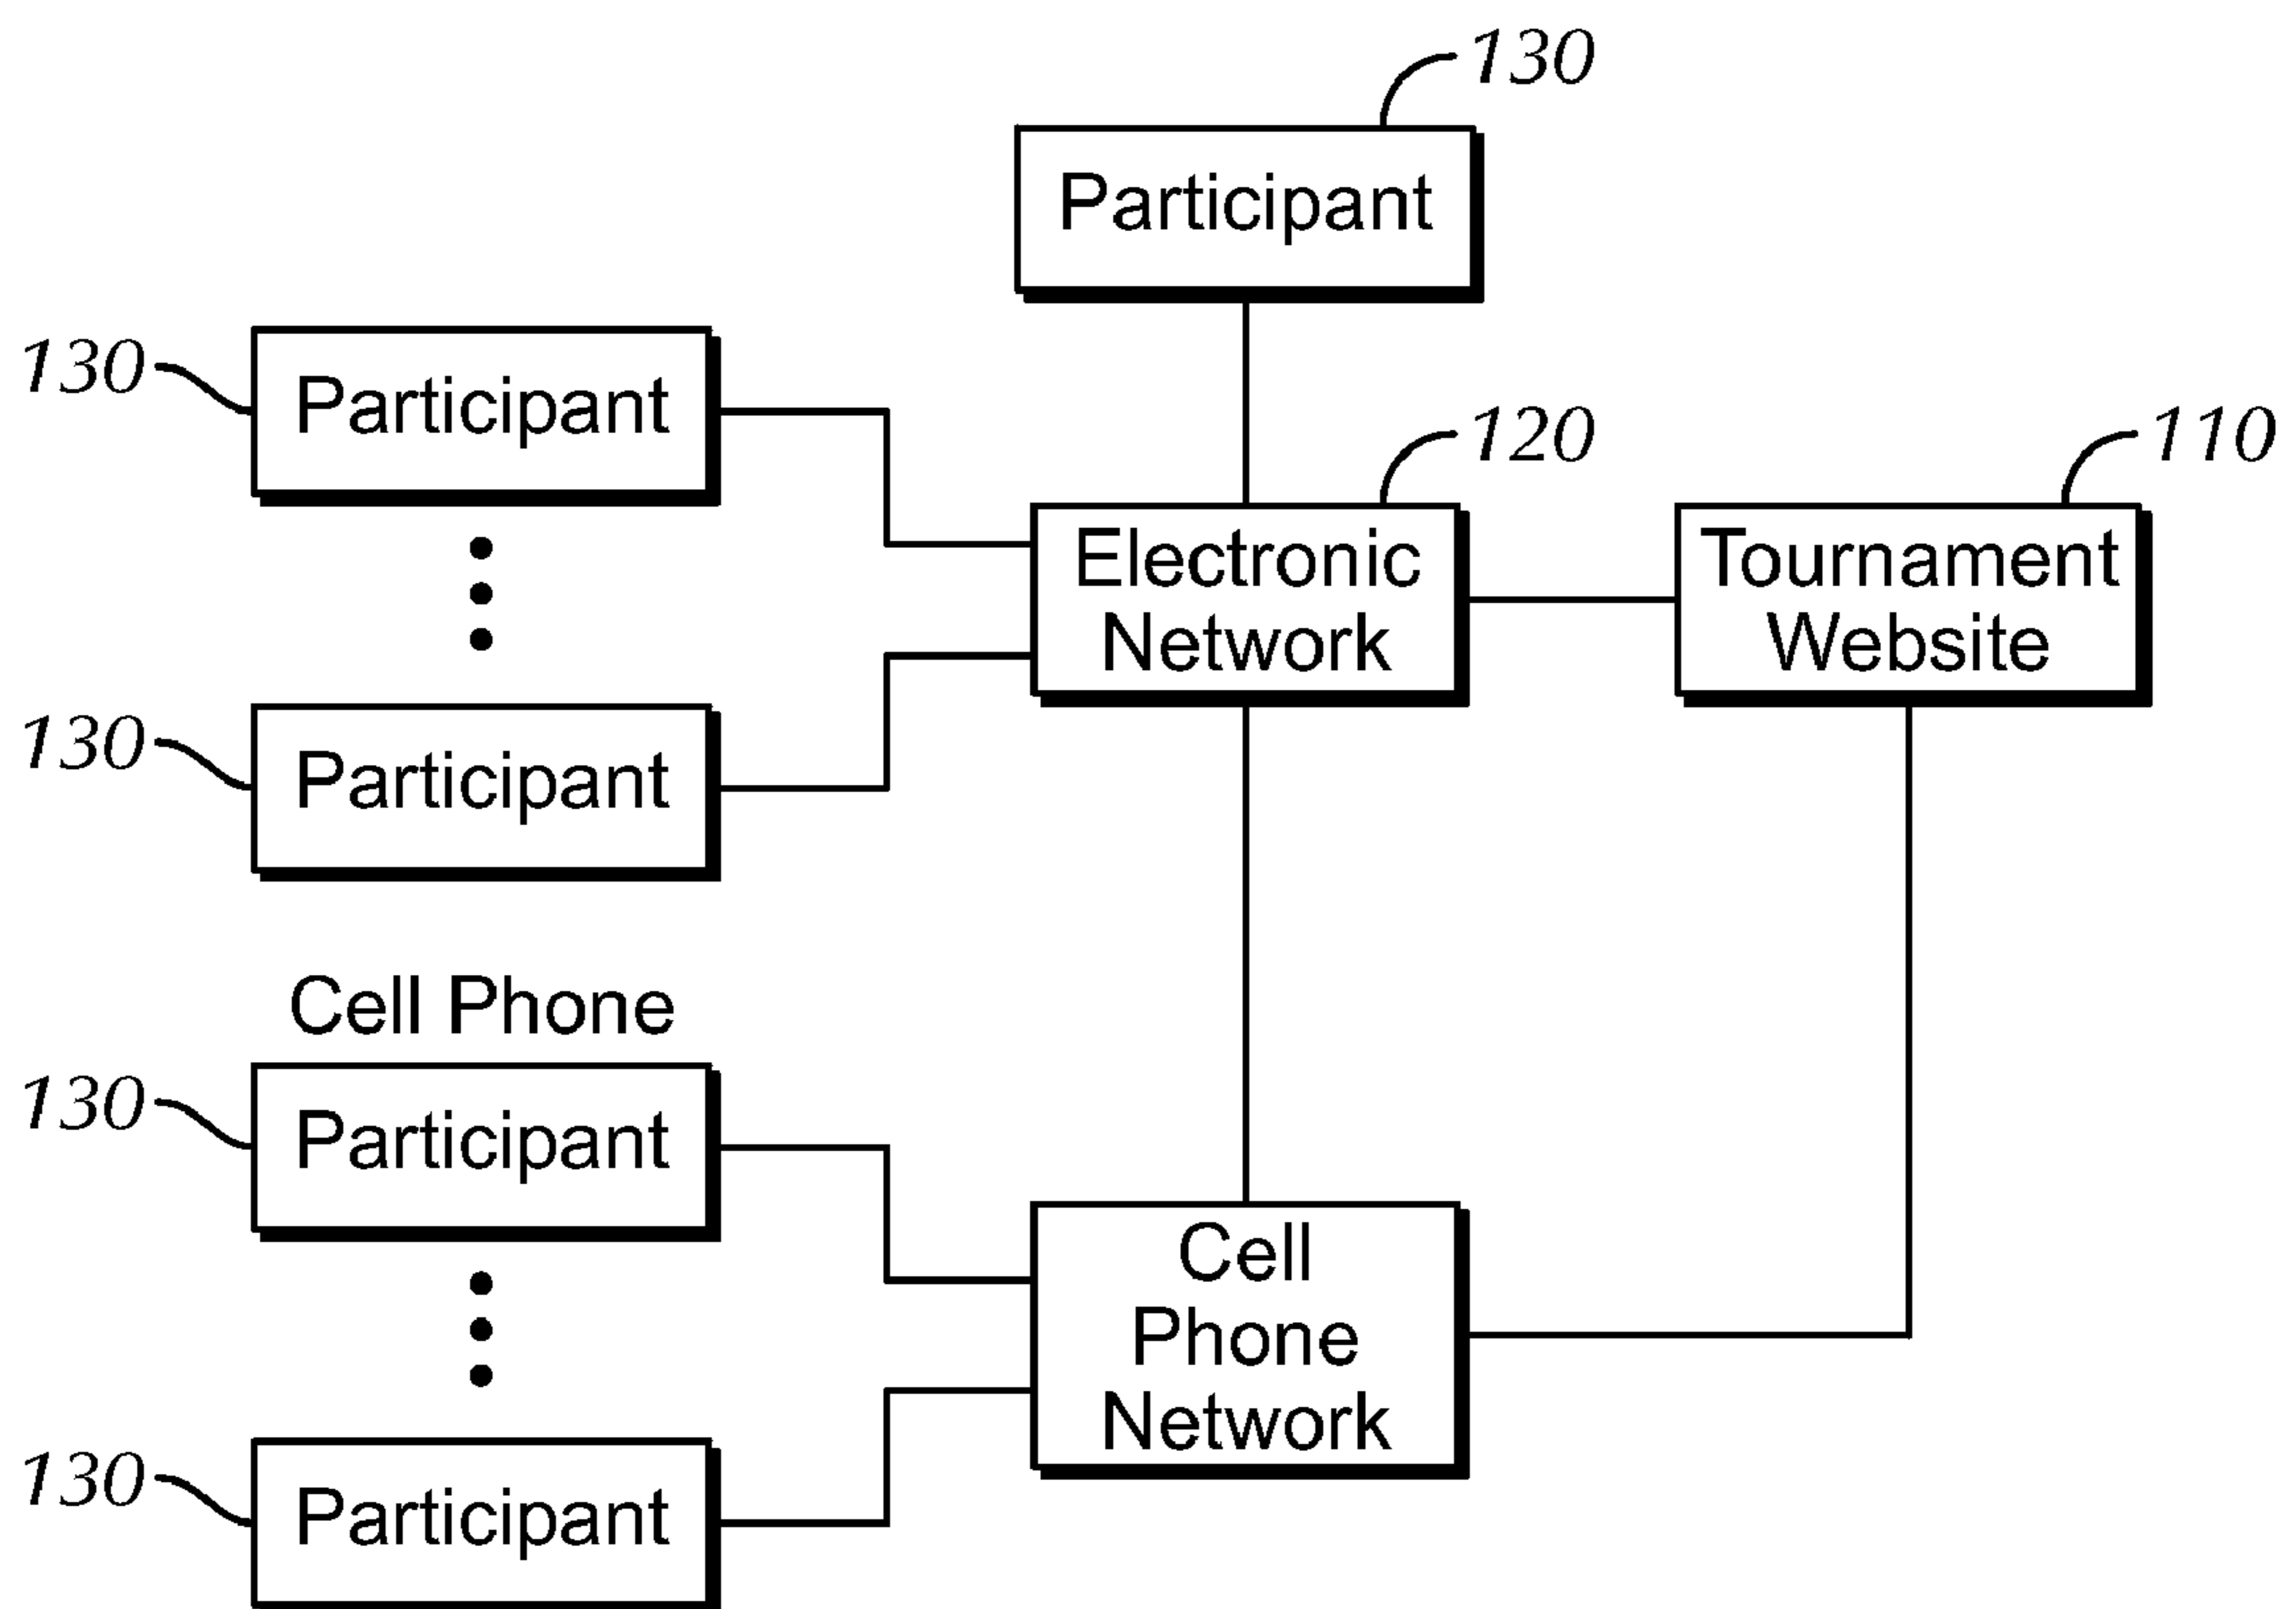 130
Participant
130
Participant
120
110
Electronic
Network
Tournament
Website
130
Participant
Cell Phone
130
Participant
Cell
Phone
Network
130
Participant